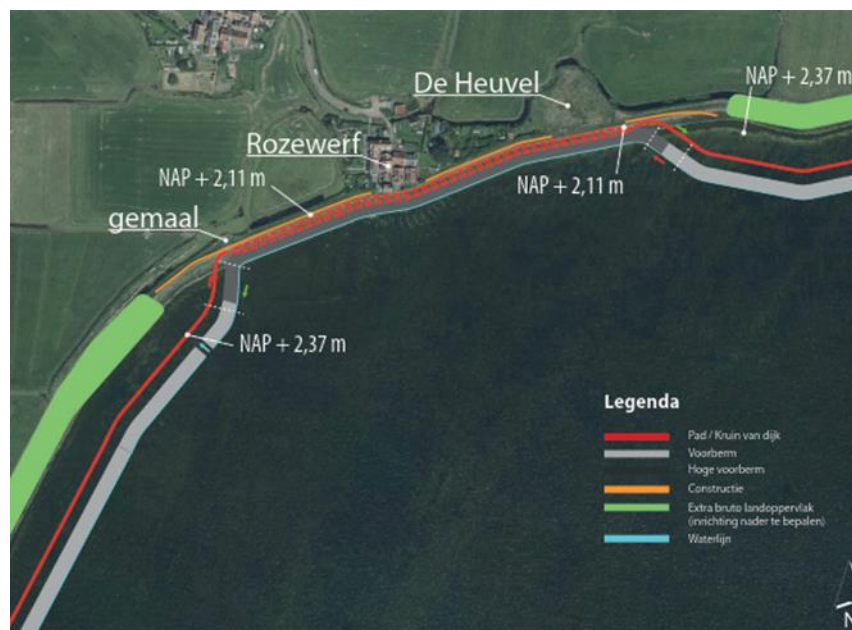 De Heuvel
NAP + 2,37 m
Rozewerf
NAP + 2,11 m
NAP + 2,11 m
gemaal
NAP + 2,37 m
Legenda
Pad / Kruin van dijk
Voorberm
Hoge voorberm
Constructie
Extra bruto landoppervlak
(inrichting nader te bepalen)
Waterlijn
N